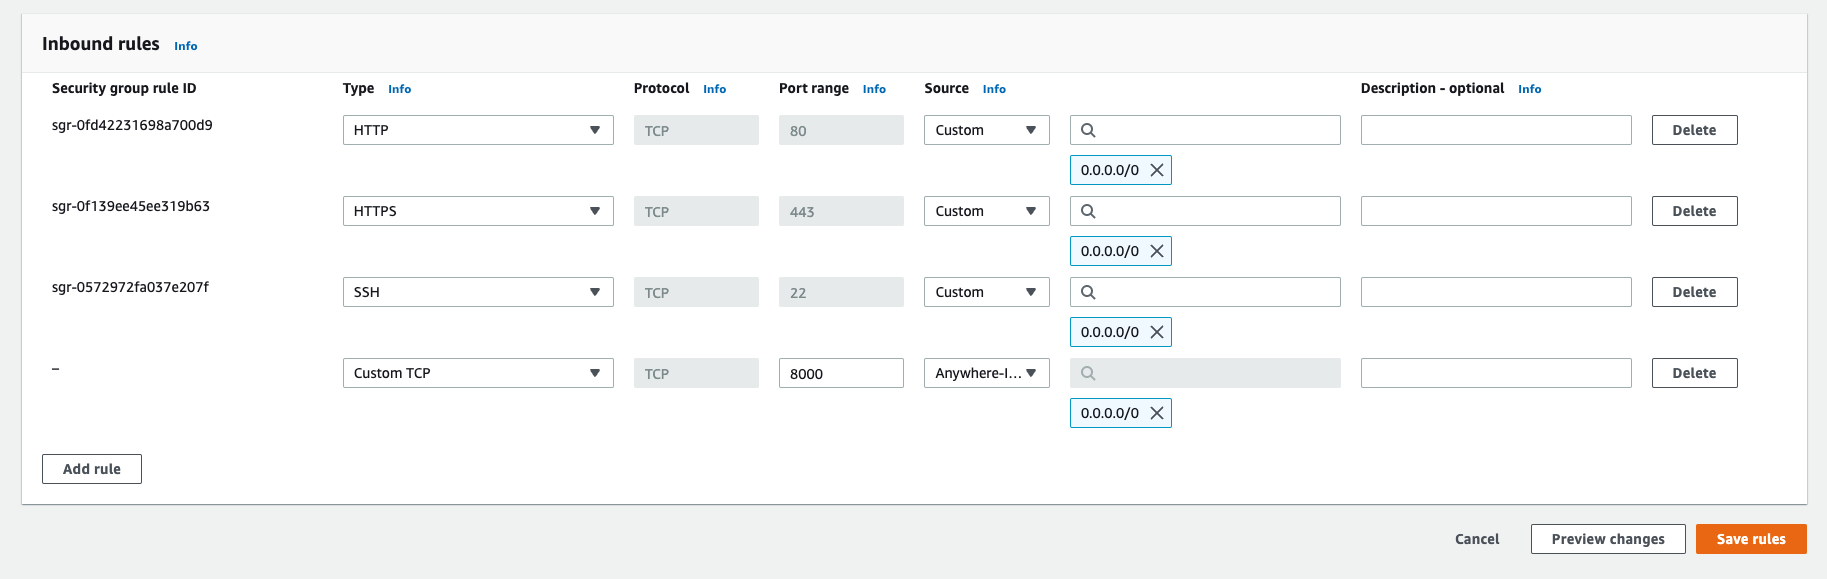 Inbound rules Info
Security group rule ID Type Info Protocol Info Port range Info Source Info Description - optional Info
sgr-0fd42231698a700d9 HTTP TCP 80 Custom Delete
0.0.0.0/0
sgr-0f139ee45ee319b63 HTTPS TCP 443 Custom Delete
0.0.0.0/0
sgr-0572972fa037e207f SSH TCP 22 Custom Delete
0.0.0.0/0
– Custom TCP TCP 8000 Anywhere-I... Delete
0.0.0.0/0
Add rule
Cancel Preview changes Save rules